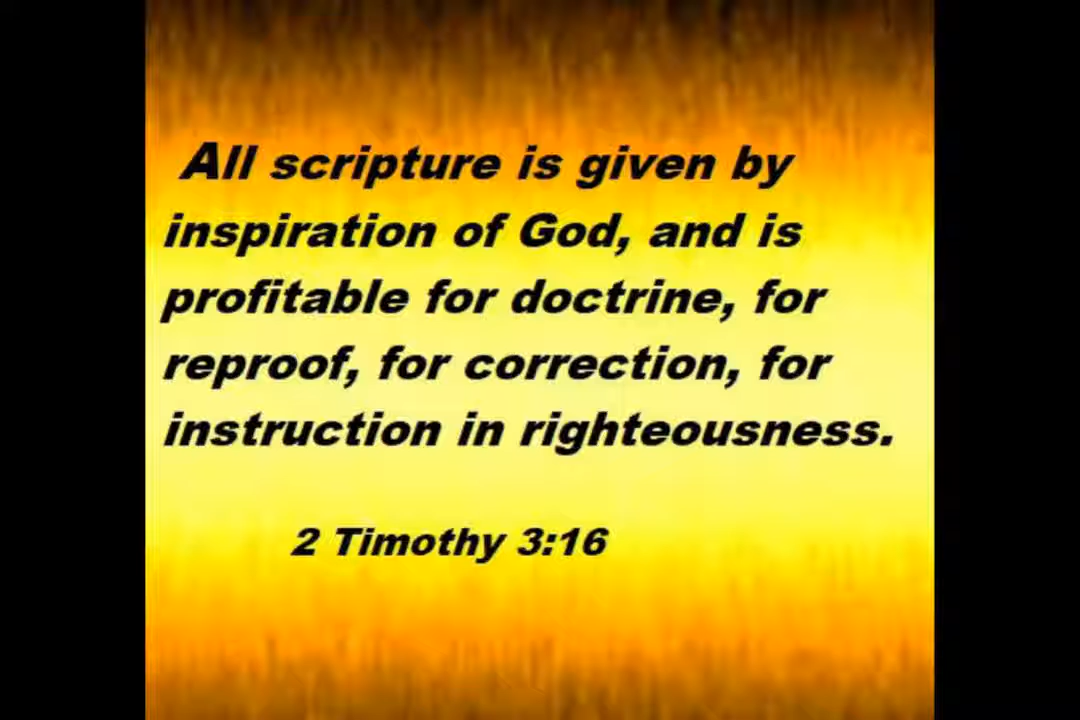 All scripture is given by
inspiration of God, and is
profitable for doctrine, for
reproof, for correction, for
instruction in righteousness.
2 Timothy 3:16